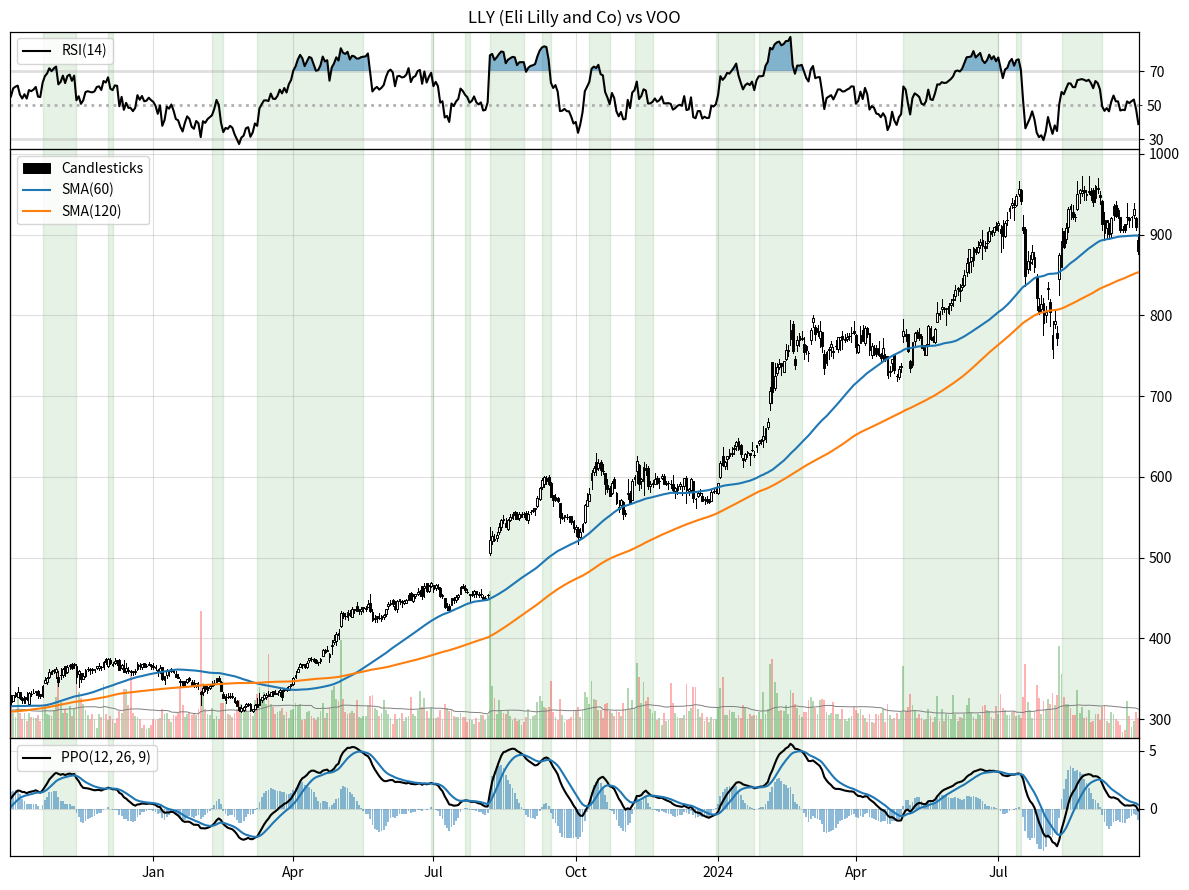 LLY (Eli Lilly and Co) vs VOO
RSI(14)
70
50
30
Candlesticks
SMA(60)
SMA(120)
1000
900
800
700
600
500
400
300
PPO(12, 26, 9)
5
0
Jan Apr Jul Oct 2024 Apr Jul